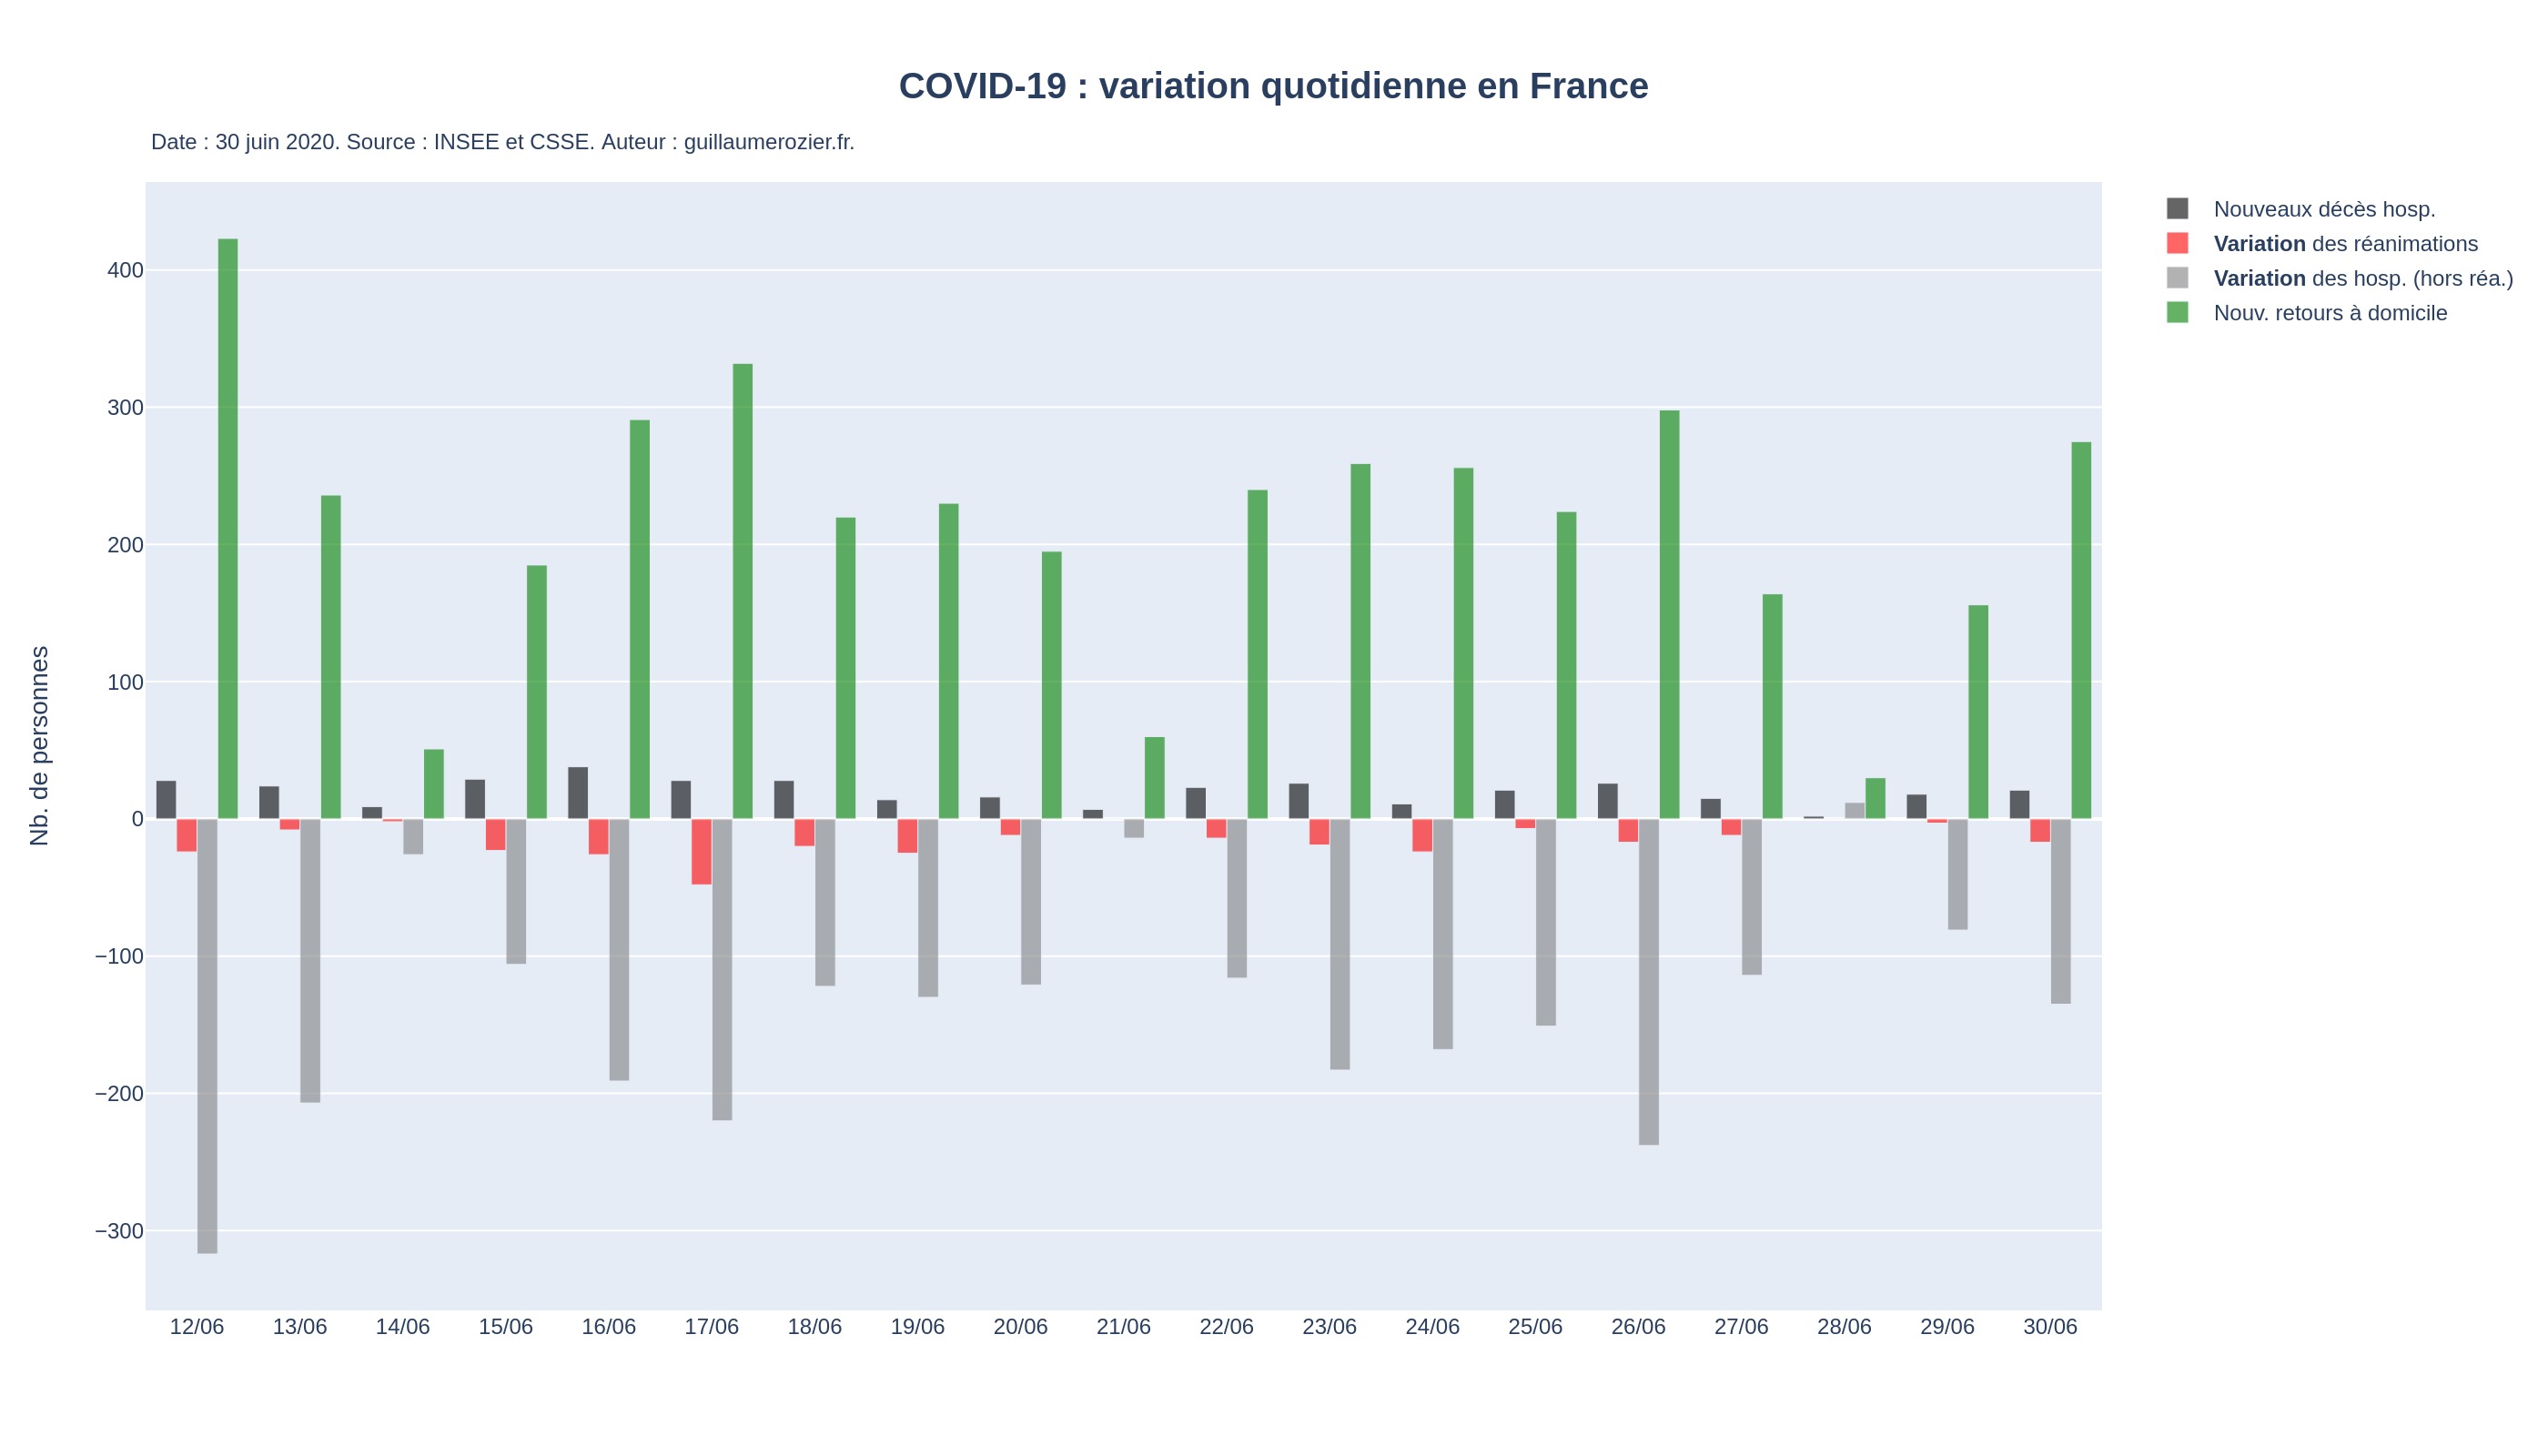 COVID-19 : variation quotidienne en France
Date : 30 juin 2020. Source : INSEE et CSSE. Auteur : guillaumerozier.fr.
Nouveaux décès hosp.
Variation des réanimations
Variation des hosp. (hors réa.)
Nouv. retours à domicile
Nb. de personnes
400
300
200
100
0
−100
−200
−300
12/06 13/06 14/06 15/06 16/06 17/06 18/06 19/06 20/06 21/06 22/06 23/06 24/06 25/06 26/06 27/06 28/06 29/06 30/06